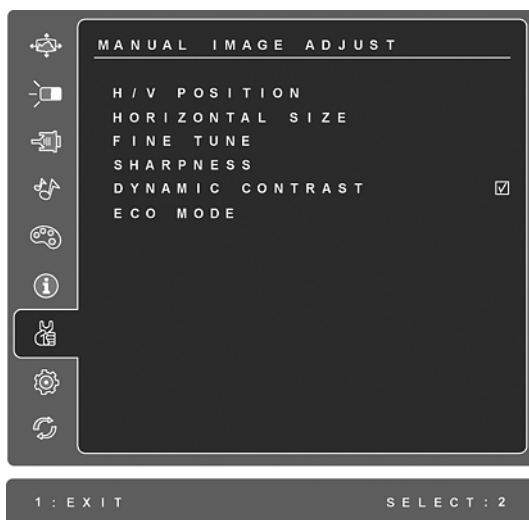 MANUAL IMAGE ADJUST
H/V POSITION
HORIZONTAL SIZE
FINE TUNE
SHARPNESS
DYNAMIC CONTRAST
ECO MODE
1:EXIT
SELECT:2